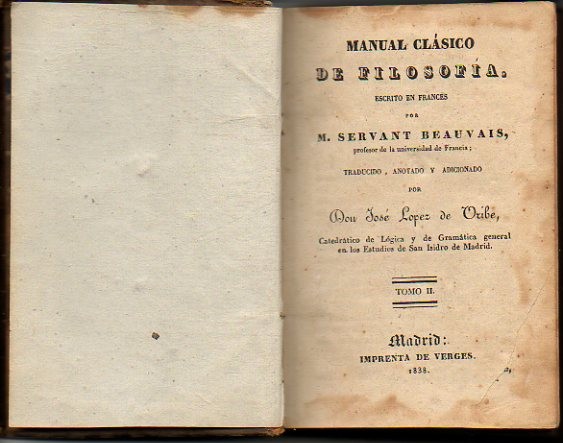 MANUAL CLÁSICO
DE FILOSOFÍA.
ESCRITO EN FRANCÉS
POR
M. SERVANT BEAUVAIS,
profesor de la universidad de Francia;
TRADUCIDO, ANOTADO Y ADICIONADO
POR
Don José Lopez de Uribe,
Catedrático de Lógica y de Gramática general
en los Estudios de San Isidro de Madrid.
TOMO II.
Madrid:
IMPRENTA DE VERGES.
1838.